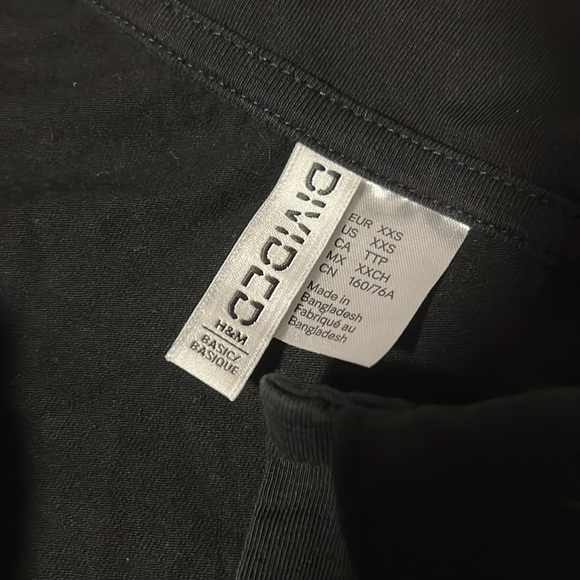 DIVIDED
H&M
BASIC/
BASIQUE
EUR XXS
US XXS
CA TTP
MX XXCH
CN 160/76A
Made in
Bangladesh
Fabriqué au
Bangladesh